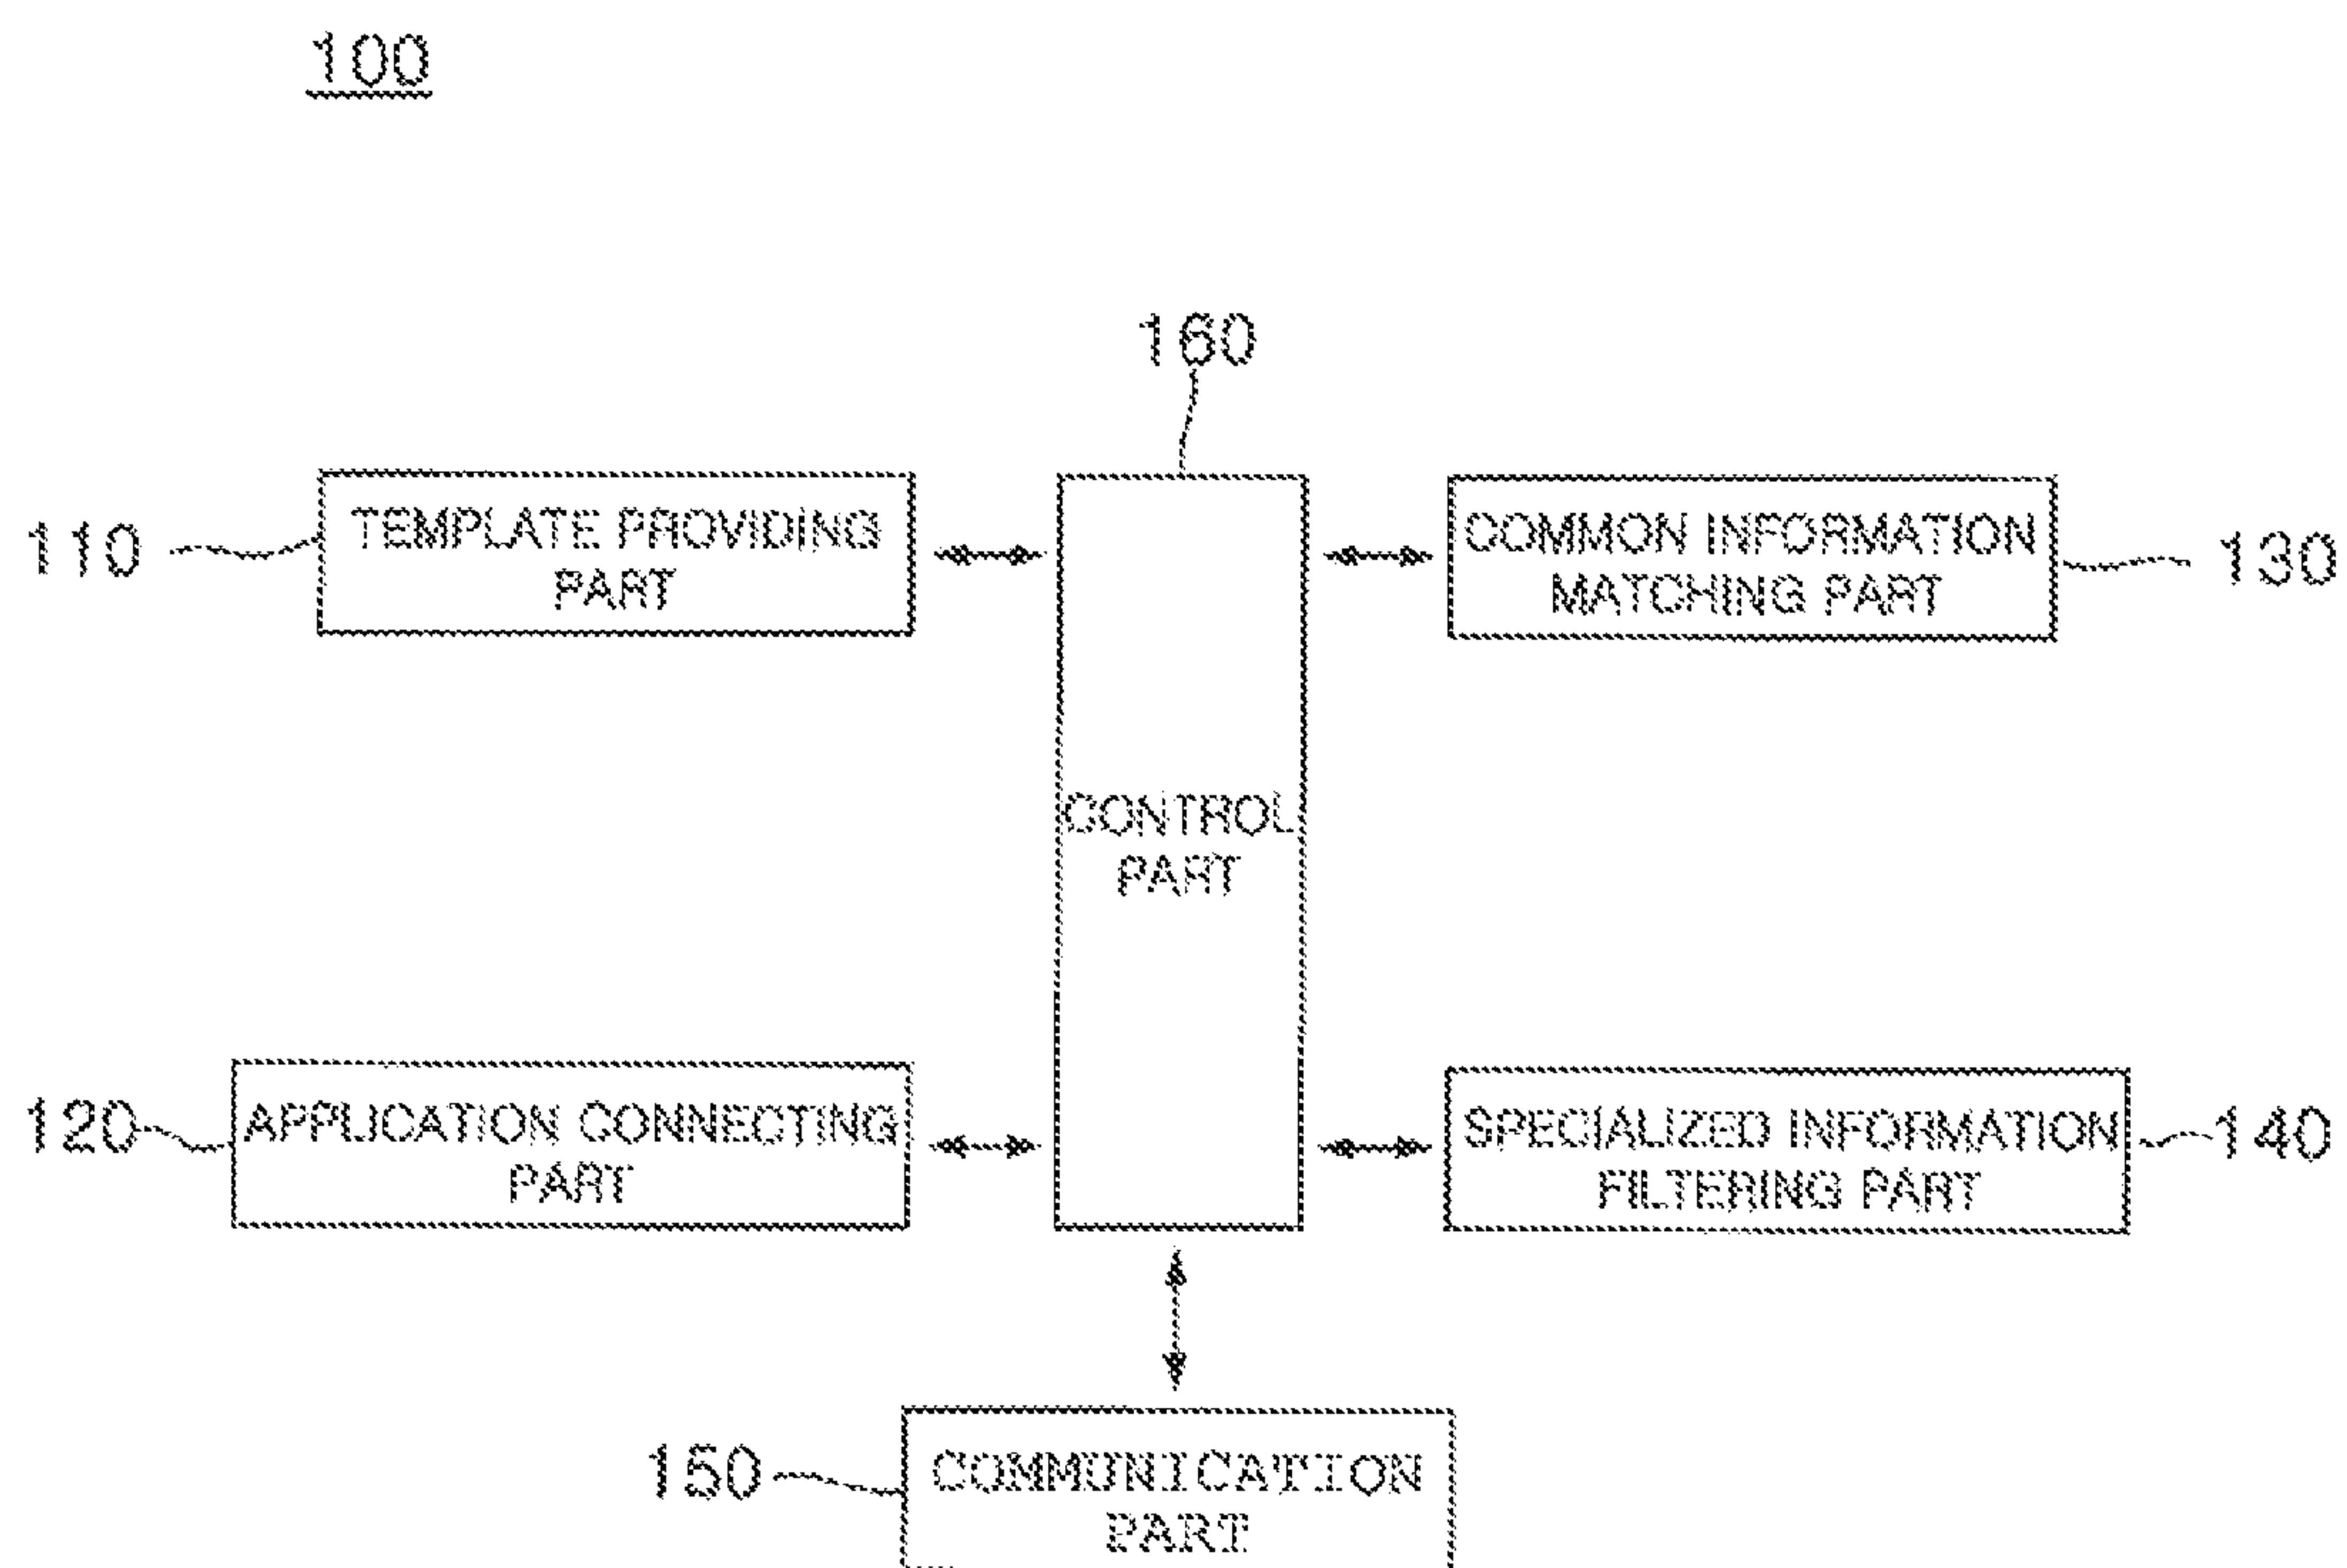 100
160
110
TEMPLATE PROVIDING
PART
COMMON INFORMATION
MATCHING PART
130
CONTROL
PART
120
APPLICATION CONNECTING
PART
SPECIALIZED INFORMATION
FILTERING PART
140
150
COMMUNICATION
PART